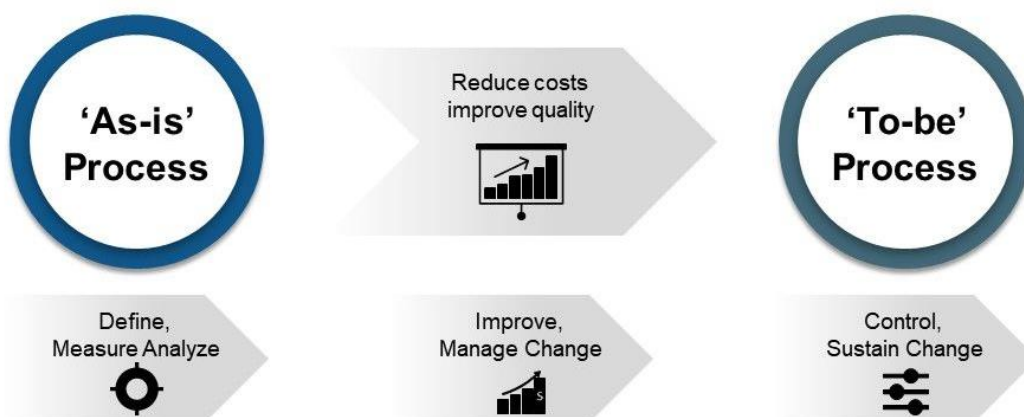 ‘As-is’
Process
Reduce costs
improve quality
‘To-be’
Process
Define,
Measure Analyze
Improve,
Manage Change
S
Control,
Sustain Change